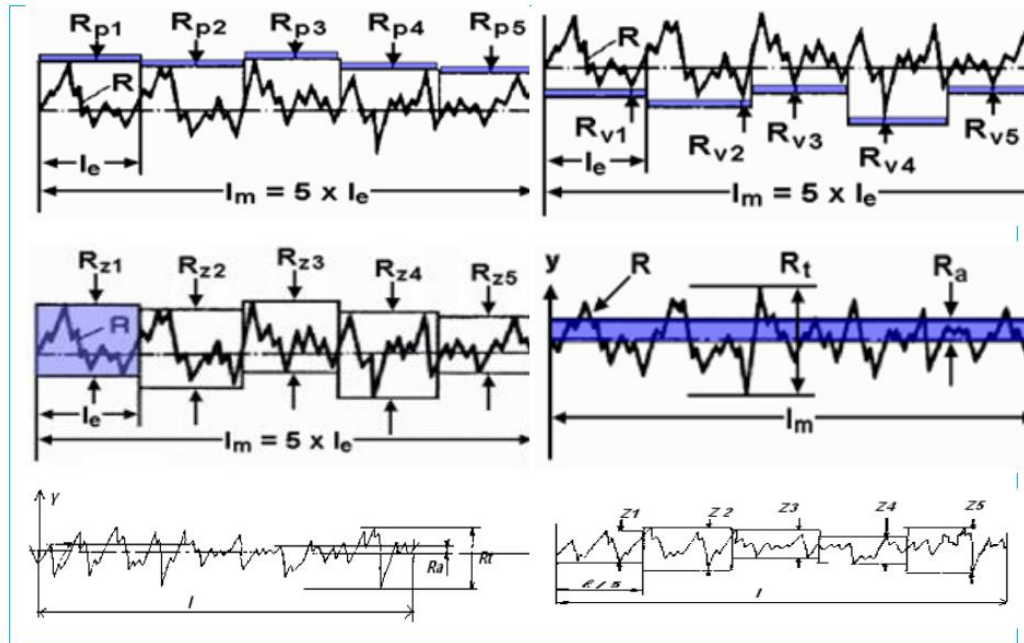 Rp1 Rp2 Rp3 Rp4 Rp5
R
le
lm = 5 x le
R
Rv1 Rv2 Rv3 Rv4 Rv5
le
lm = 5 x le
Rz1 Rz2 Rz3 Rz4 Rz5
R
le
lm = 5 x le
y R Rt Ra
lm
Y
Ra Rt
l
Z1 Z2 Z3 Z4 Z5
l/5
l